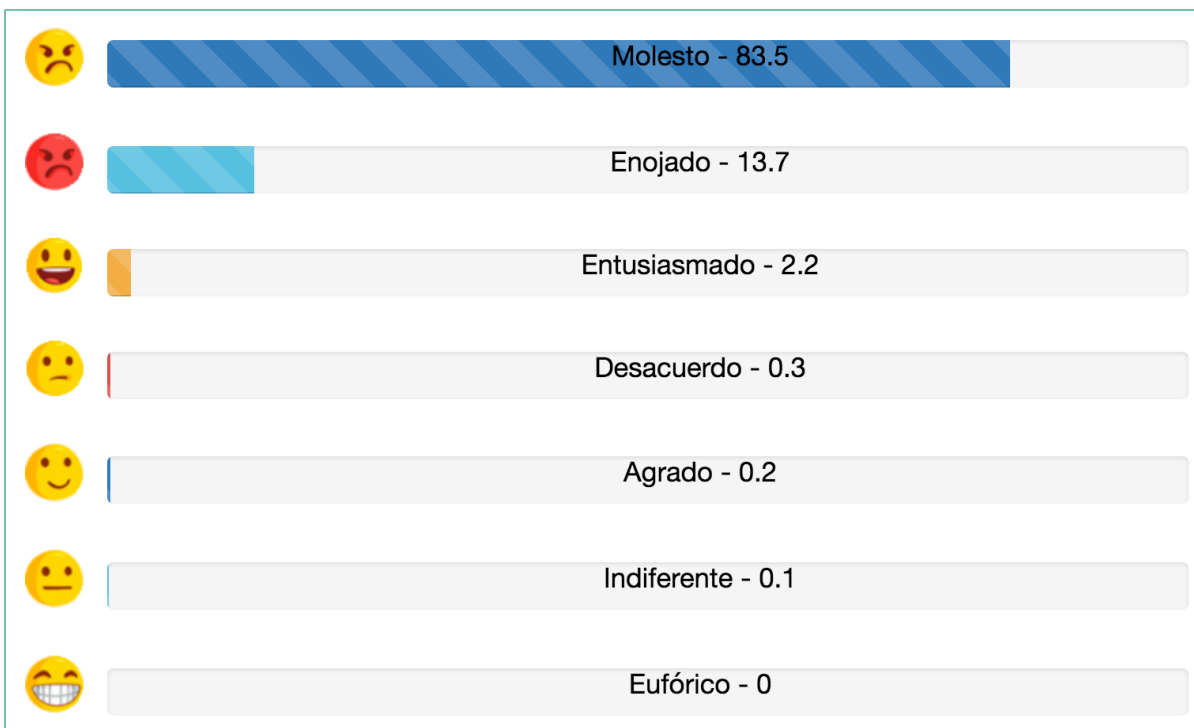 Molesto - 83.5
Enojado - 13.7
Entusiasmado - 2.2
Desacuerdo - 0.3
Agrado - 0.2
Indiferente - 0.1
Eufórico - 0